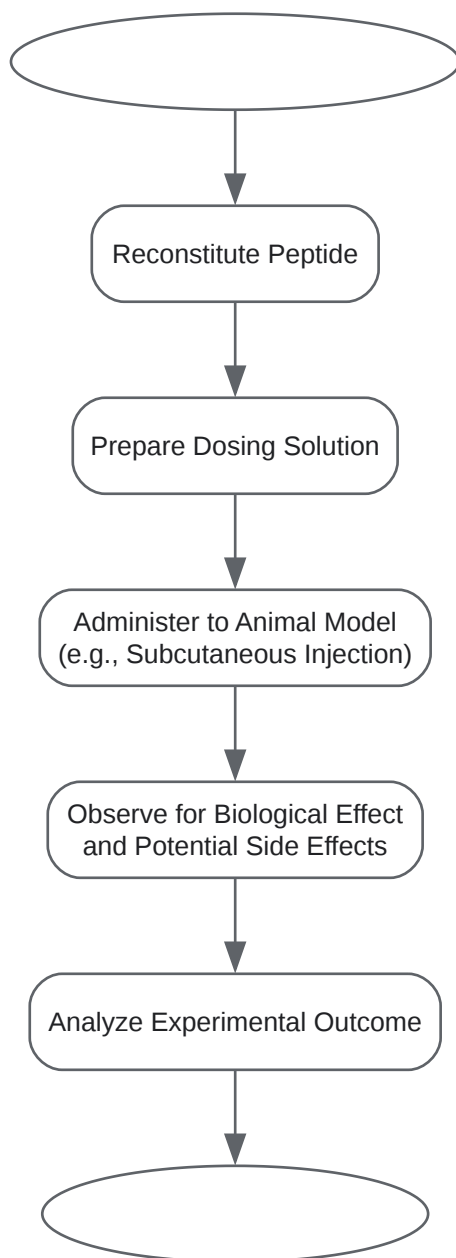 Reconstitute Peptide
Prepare Dosing Solution
Administer to Animal Model
(e.g., Subcutaneous Injection)
Observe for Biological Effect
and Potential Side Effects
Analyze Experimental Outcome